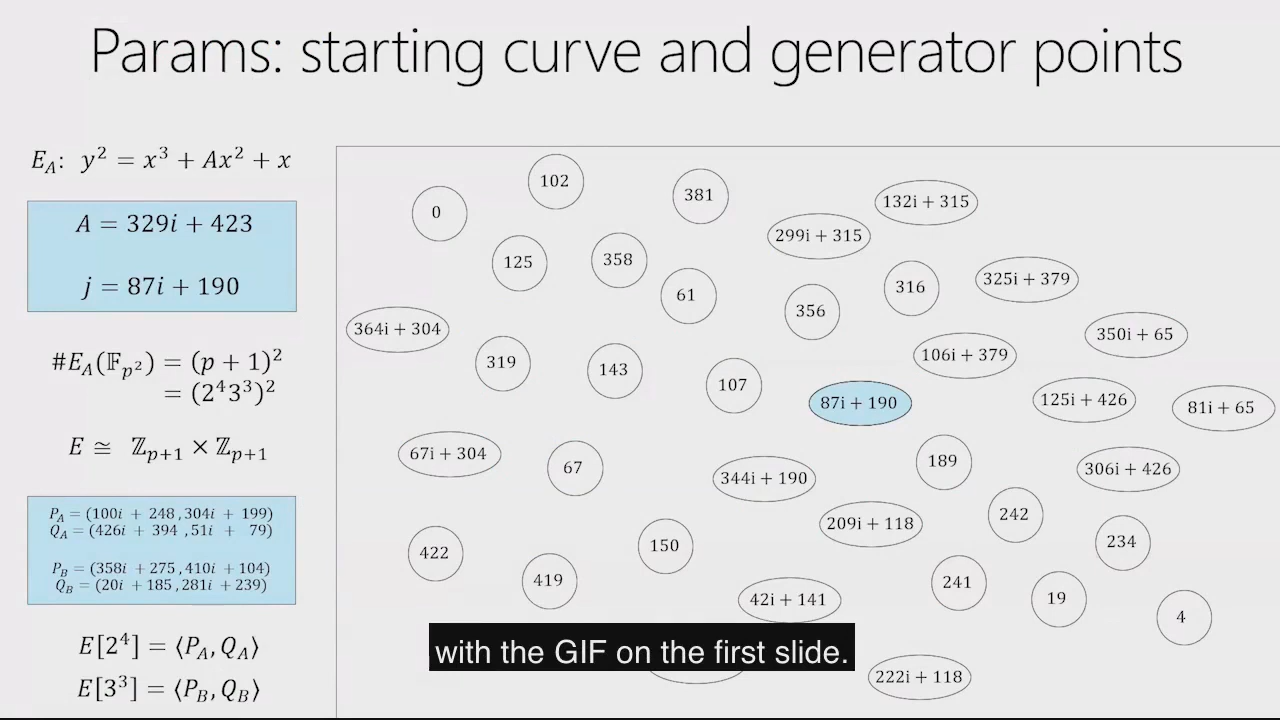 Params: starting curve and generator points
E_A: y² = x³ + Ax² + x
A = 329i + 423
j = 87i + 190
#E_A(𝔽_{p²}) = (p + 1)²
= (2⁴3³)²
E ≅ ℤ_{p+1} × ℤ_{p+1}
P_A = (100i + 248, 304i + 199)
Q_A = (426i + 394, 51i + 79)
P_B = (358i + 275, 410i + 104)
Q_B = (20i + 185, 281i + 239)
E[2⁴] = ⟨P_A, Q_A⟩
E[3³] = ⟨P_B, Q_B⟩
0
102
381
132i + 315
299i + 315
125
358
61
356
316
325i + 379
364i + 304
319
143
107
350i + 65
106i + 379
87i + 190
125i + 426
81i + 65
67i + 304
67
344i + 190
189
306i + 426
209i + 118
242
234
422
150
419
42i + 141
241
19
4
222i + 118
with the GIF on the first slide.